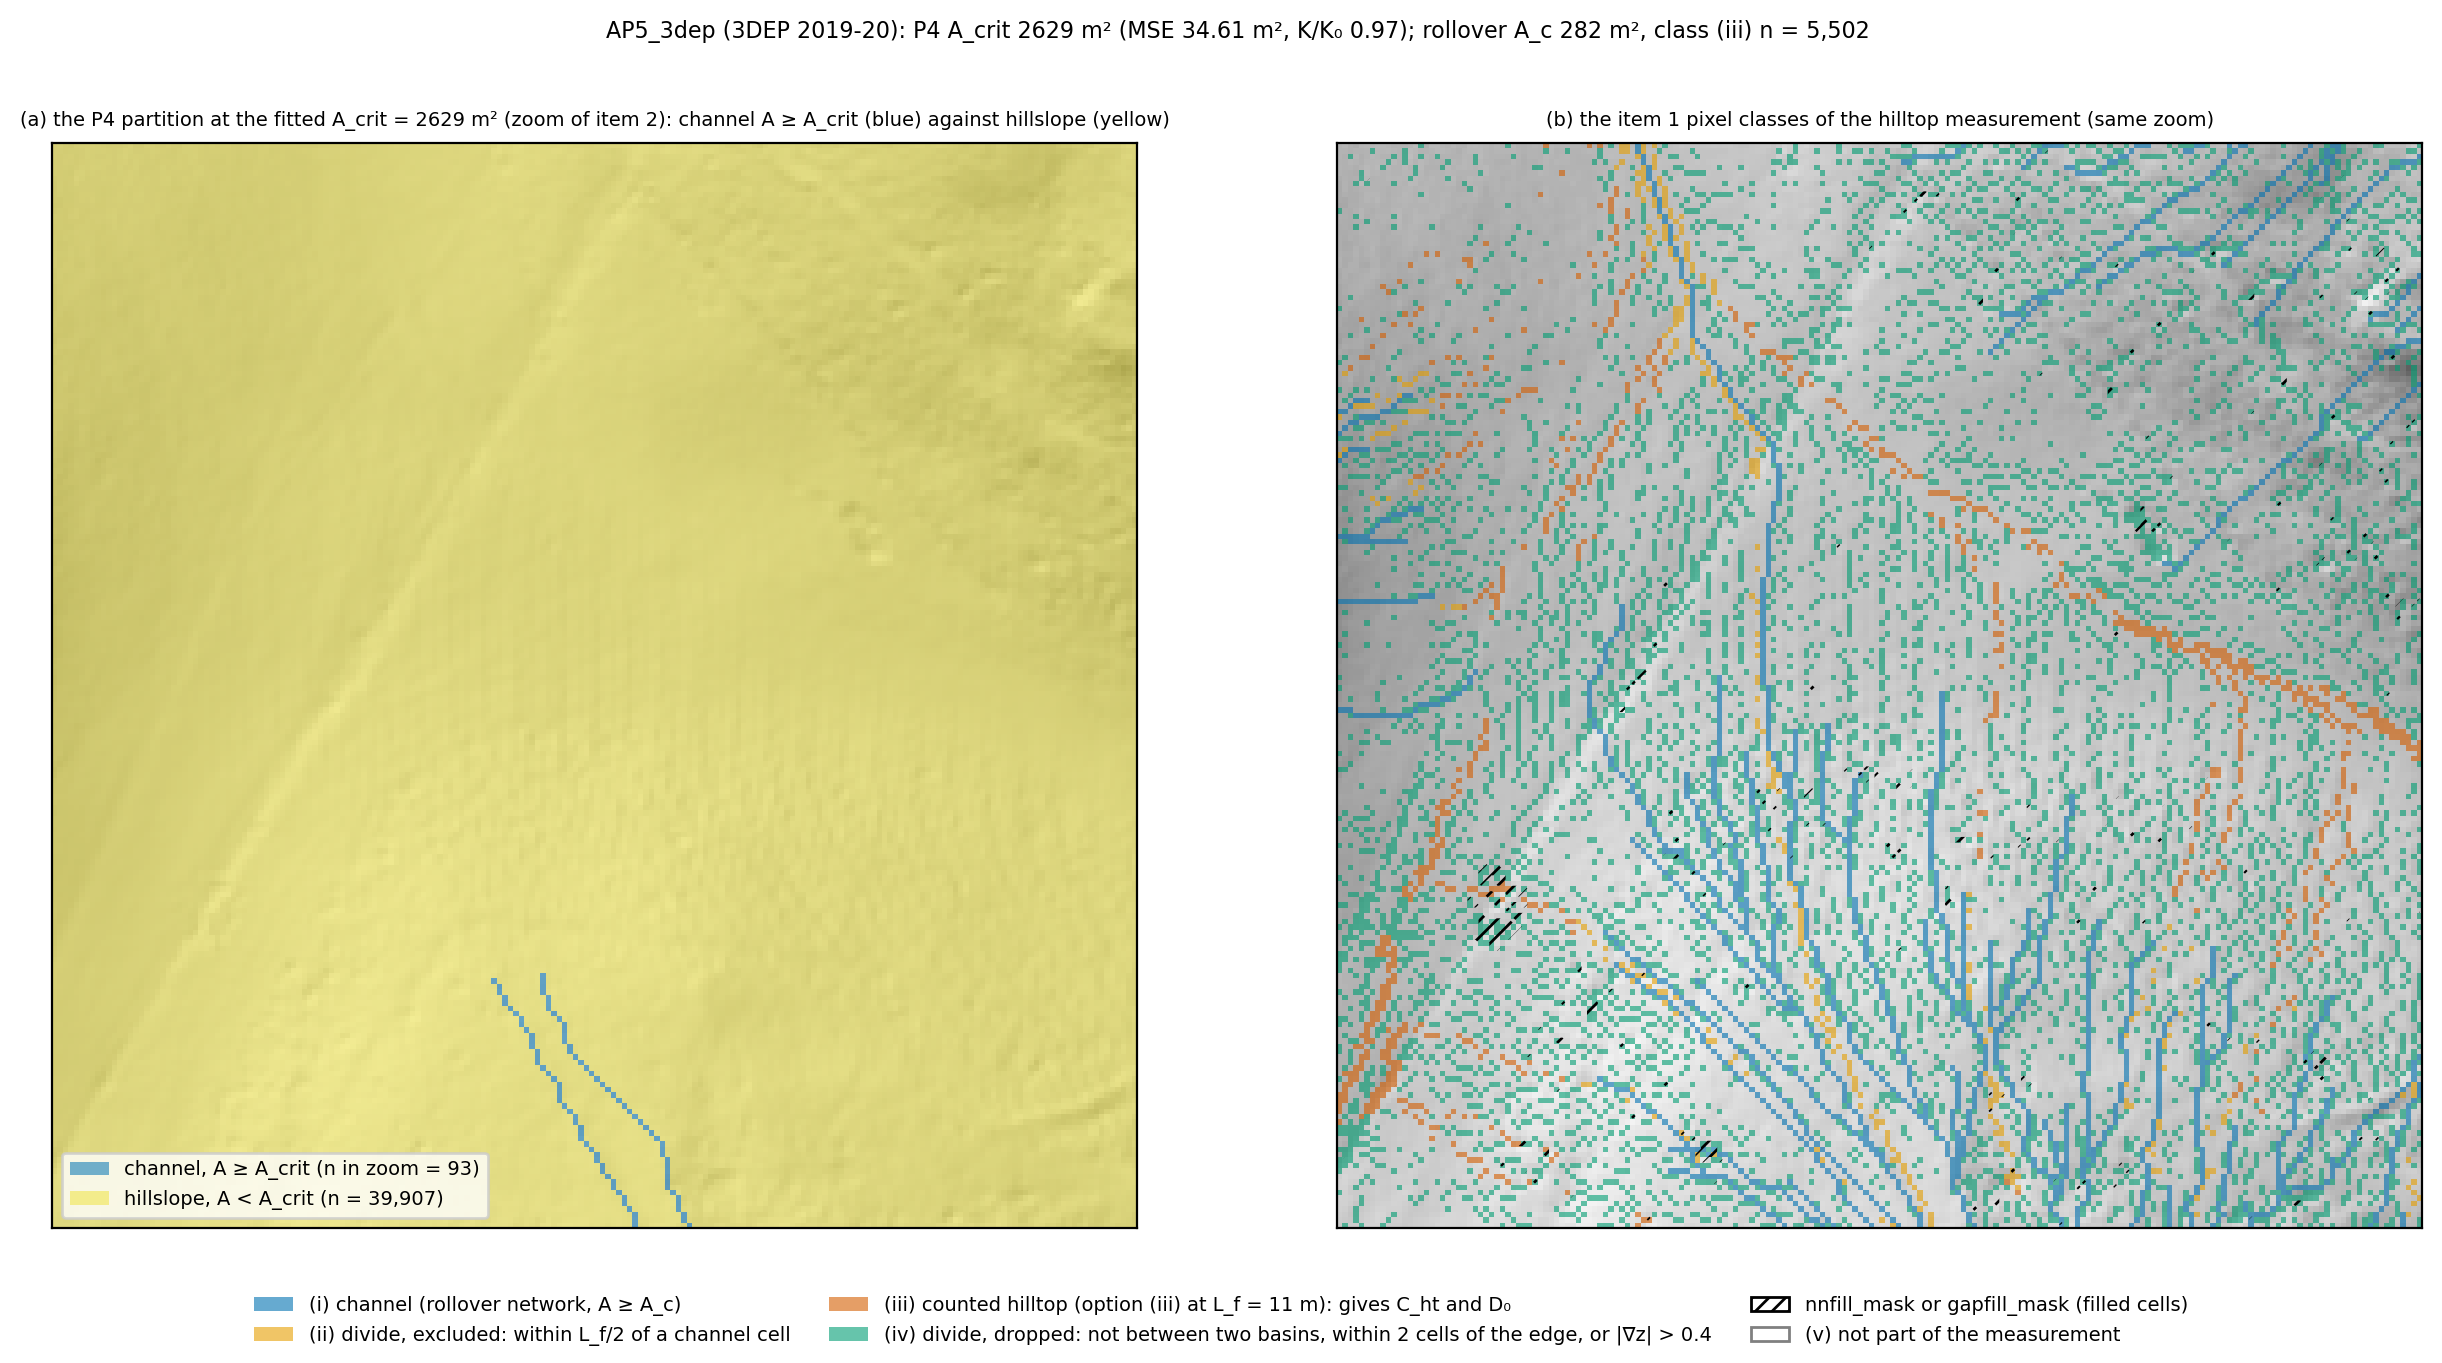 AP5_3dep (3DEP 2019-20): P4 A_crit 2629 m² (MSE 34.61 m², K/K₀ 0.97); rollover A_c 282 m², class (iii) n = 5,502
(a) the P4 partition at the fitted A_crit = 2629 m² (zoom of item 2): channel A ≥ A_crit (blue) against hillslope (yellow)
(b) the item 1 pixel classes of the hilltop measurement (same zoom)
channel, A ≥ A_crit (n in zoom = 93)
hillslope, A < A_crit (n = 39,907)
(i) channel (rollover network, A ≥ A_c)
(ii) divide, excluded: within L_f/2 of a channel cell
(iii) counted hilltop (option (iii) at L_f = 11 m): gives C_ht and D₀
(iv) divide, dropped: not between two basins, within 2 cells of the edge, or |∇z| > 0.4
nnfill_mask or gapfill_mask (filled cells)
(v) not part of the measurement